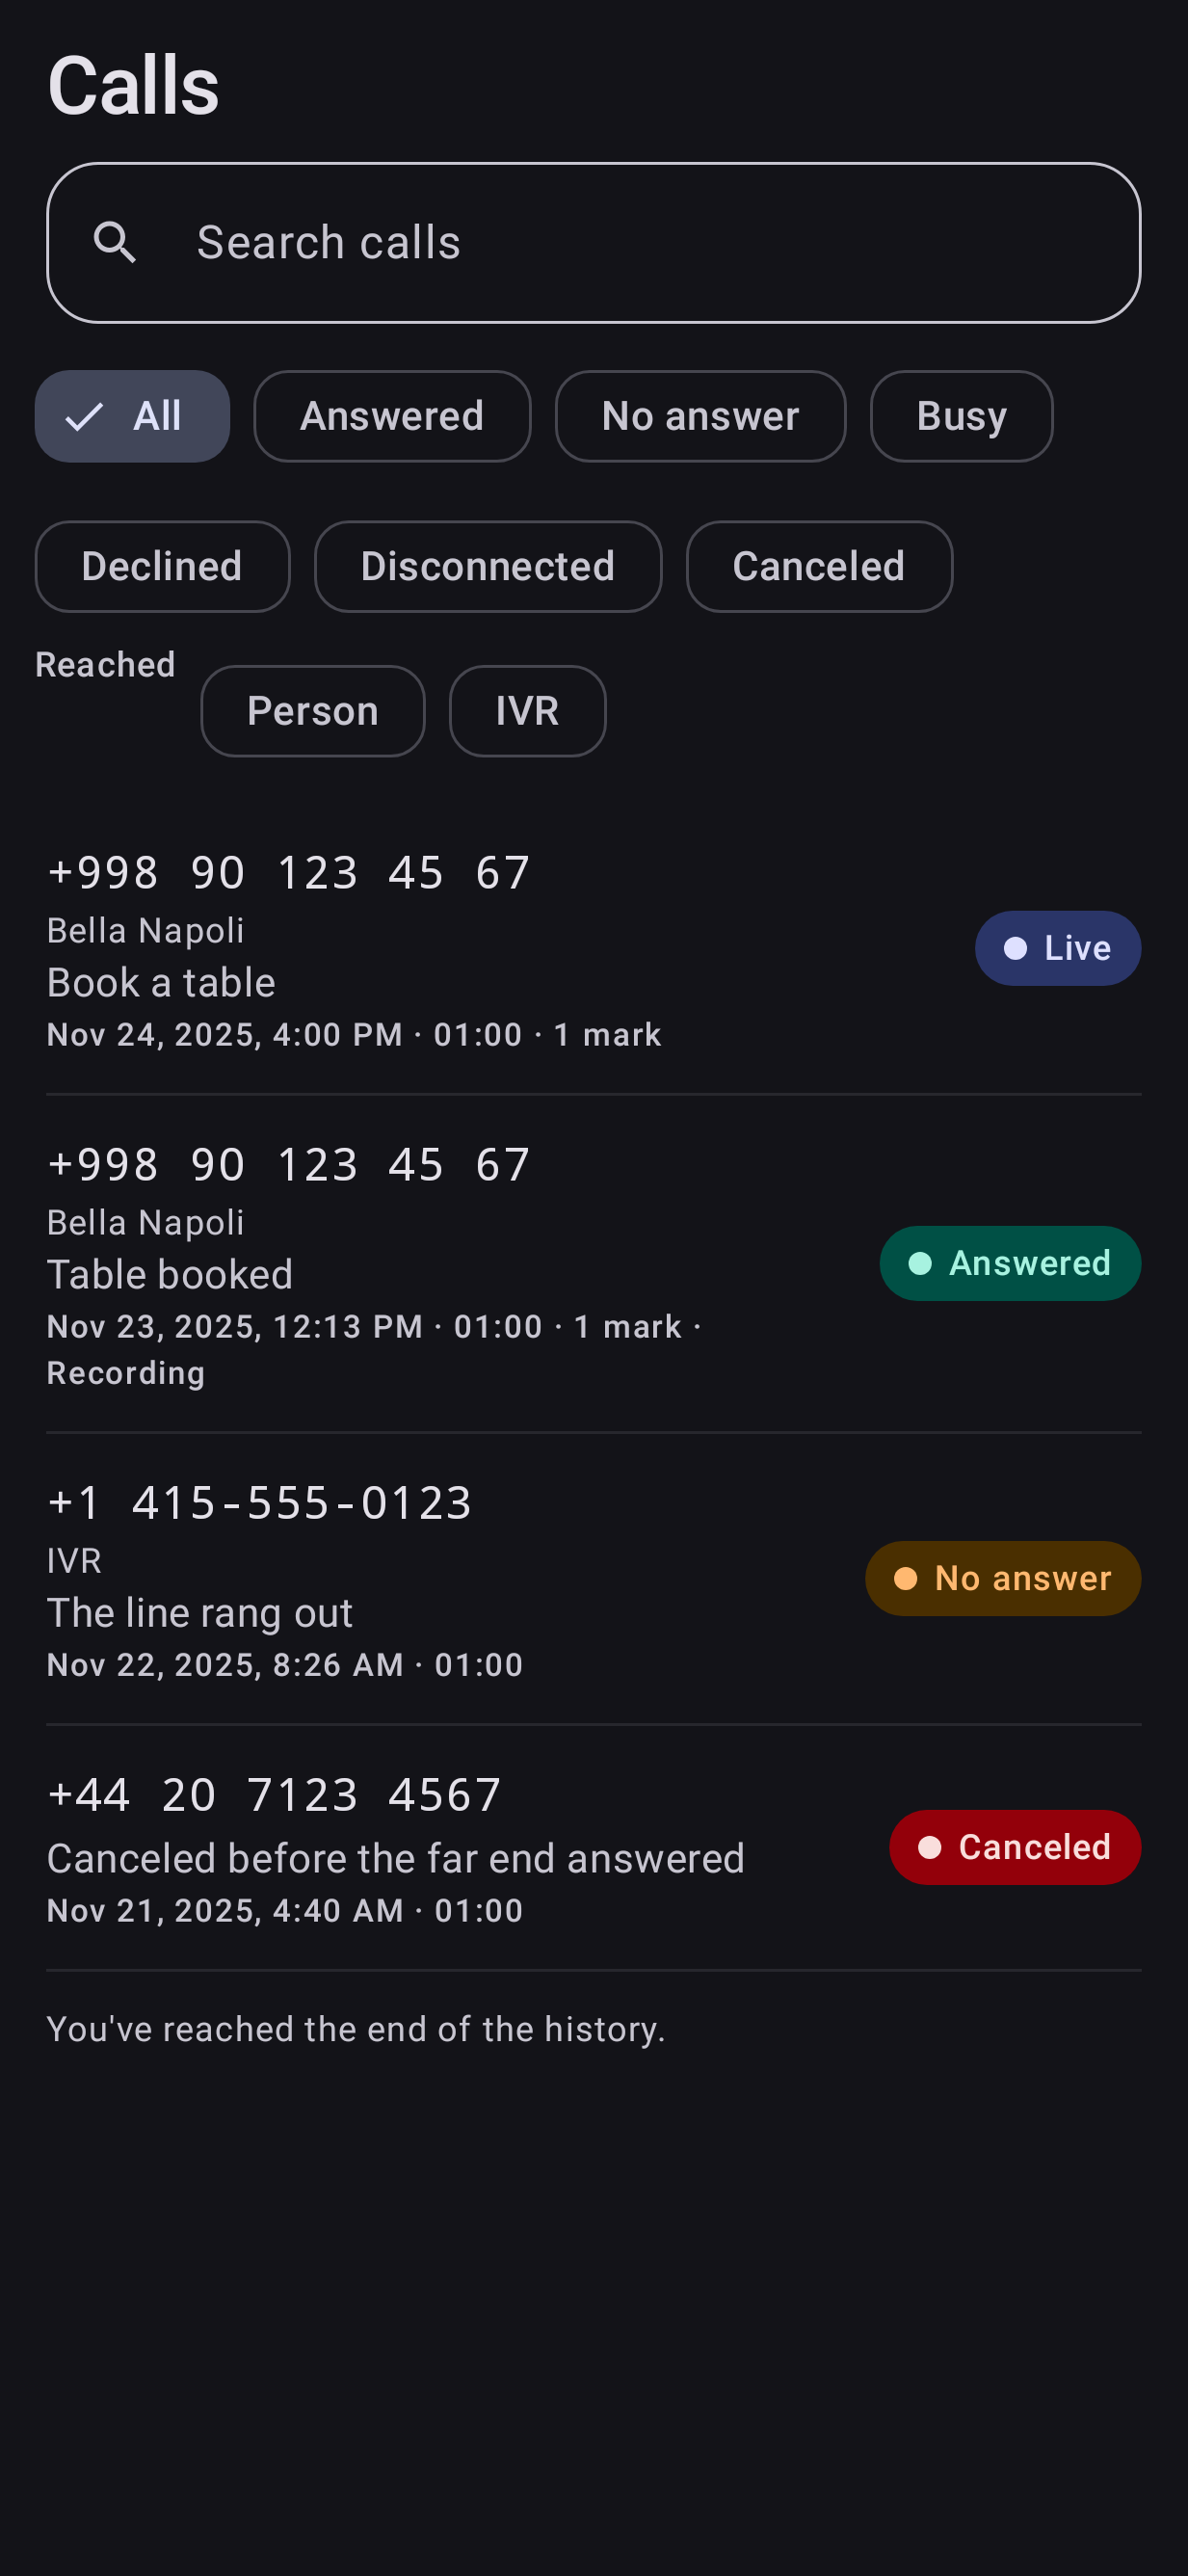 Calls
Search calls
All
Answered
No answer
Busy
Declined
Disconnected
Canceled
Reached
Person
IVR
+998 90 123 45 67
Bella Napoli
Book a table
Nov 24, 2025, 4:00 PM · 01:00 · 1 mark
Live
+998 90 123 45 67
Bella Napoli
Table booked
Nov 23, 2025, 12:13 PM · 01:00 · 1 mark ·
Recording
Answered
+1 415-555-0123
IVR
The line rang out
Nov 22, 2025, 8:26 AM · 01:00
No answer
+44 20 7123 4567
Canceled before the far end answered
Nov 21, 2025, 4:40 AM · 01:00
Canceled
You've reached the end of the history.